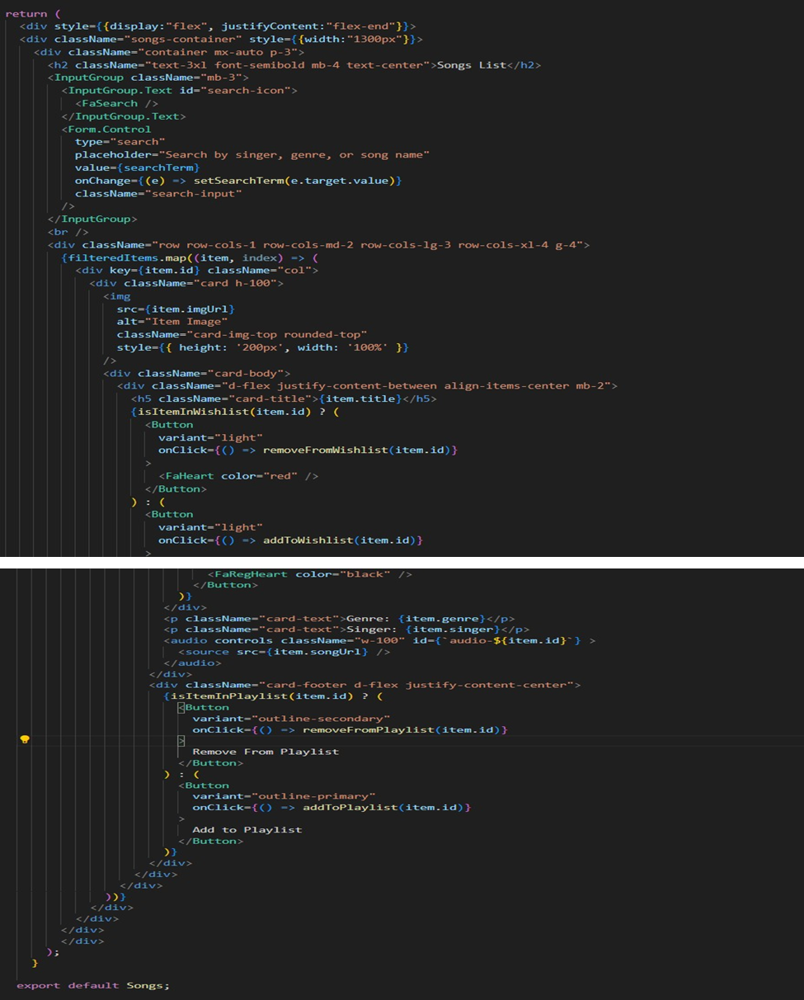 return (
  <div style={{display:"flex", justifyContent:"flex-end"}}>
  <div className="songs-container" style={{width:"1300px"}}>
    <div className="container mx-auto p-3">
      <h2 className="text-3xl font-semibold mb-4 text-center">Songs List</h2>
      <InputGroup className="mb-3">
        <InputGroup.Text id="search-icon">
          <FaSearch />
        </InputGroup.Text>
        <Form.Control
          type="search"
          placeholder="Search by singer, genre, or song name"
          value={searchTerm}
          onChange={(e) => setSearchTerm(e.target.value)}
          className="search-input"
        />
      </InputGroup>
      <br />
      <div className="row row-cols-1 row-cols-md-2 row-cols-lg-3 row-cols-xl-4 g-4">
        {filteredItems.map((item, index) => (
          <div key={item.id} className="col">
            <div className="card h-100">
              <img
                src={item.imgUrl}
                alt="Item Image"
                className="card-img-top rounded-top"
                style={{ height: '200px', width: '100%' }}
              />
              <div className="card-body">
                <div className="d-flex justify-content-between align-items-center mb-2">
                  <h5 className="card-title">{item.title}</h5>
                  {isItemInWishlist(item.id) ? (
                    <Button
                      variant="light"
                      onClick={() => removeFromWishlist(item.id)}
                    >
                      <FaHeart color="red" />
                    </Button>
                  ) : (
                    <Button
                      variant="light"
                      onClick={() => addToWishlist(item.id)}
                    >
                      <FaRegHeart color="black" />
                    </Button>
                  )}
                </div>
                <p className="card-text">Genre: {item.genre}</p>
                <p className="card-text">Singer: {item.singer}</p>
                <audio controls className="w-100" id={`audio-${item.id}`} >
                  <source src={item.songUrl} />
                </audio>
              </div>
              <div className="card-footer d-flex justify-content-center">
                {isItemInPlaylist(item.id) ? (
                  <Button
                    variant="outline-secondary"
                    onClick={() => removeFromPlaylist(item.id)}
                  >
                    Remove From Playlist
                  </Button>
                ) : (
                  <Button
                    variant="outline-primary"
                    onClick={() => addToPlaylist(item.id)}
                  >
                    Add to Playlist
                  </Button>
                )}
              </div>
            </div>
          </div>
        ))}
      </div>
    </div>
  </div>
  </div>
);
}
export default Songs;